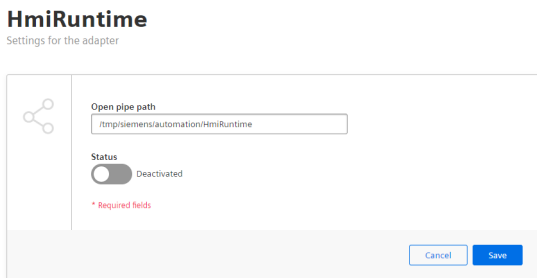 HmiRuntime
Settings for the adapter
Open pipe path
/tmp/siemens/automation/HmiRuntime
Status
Deactivated
* Required fields
Cancel Save